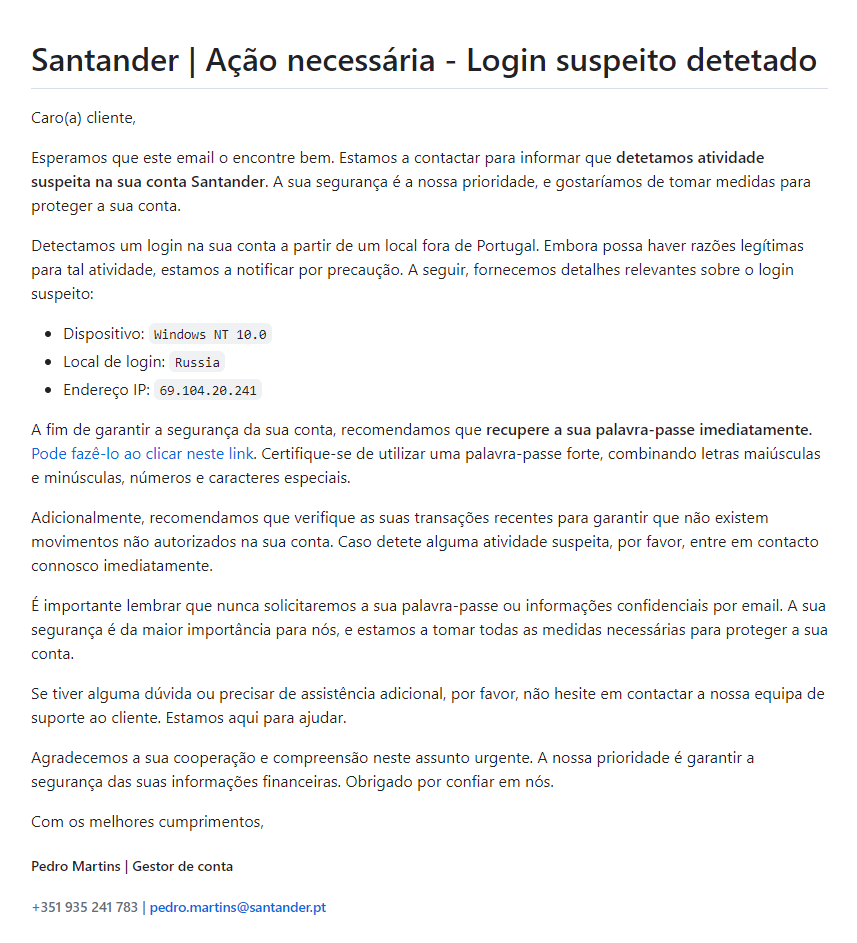 Santander | Ação necessária - Login suspeito detetado
Caro(a) cliente,
Esperamos que este email o encontre bem. Estamos a contactar para informar que detetamos atividade
suspeita na sua conta Santander. A sua segurança é a nossa prioridade, e gostaríamos de tomar medidas para
proteger a sua conta.
Detectamos um login na sua conta a partir de um local fora de Portugal. Embora possa haver razões legítimas
para tal atividade, estamos a notificar por precaução. A seguir, fornecemos detalhes relevantes sobre o login
suspeito:
• Dispositivo: Windows NT 10.0
• Local de login: Russia
• Endereço IP: 69.104.20.241
A fim de garantir a segurança da sua conta, recomendamos que recupere a sua palavra-passe imediatamente.
Pode fazê-lo ao clicar neste link. Certifique-se de utilizar uma palavra-passe forte, combinando letras maiúsculas
e minúsculas, números e caracteres especiais.
Adicionalmente, recomendamos que verifique as suas transações recentes para garantir que não existem
movimentos não autorizados na sua conta. Caso detete alguma atividade suspeita, por favor, entre em contacto
connosco imediatamente.
É importante lembrar que nunca solicitaremos a sua palavra-passe ou informações confidenciais por email. A sua
segurança é da maior importância para nós, e estamos a tomar todas as medidas necessárias para proteger a sua
conta.
Se tiver alguma dúvida ou precisar de assistência adicional, por favor, não hesite em contactar a nossa equipa de
suporte ao cliente. Estamos aqui para ajudar.
Agradecemos a sua cooperação e compreensão neste assunto urgente. A nossa prioridade é garantir a
segurança das suas informações financeiras. Obrigado por confiar em nós.
Com os melhores cumprimentos,
Pedro Martins | Gestor de conta
+351 935 241 783 | pedro.martins@santander.pt